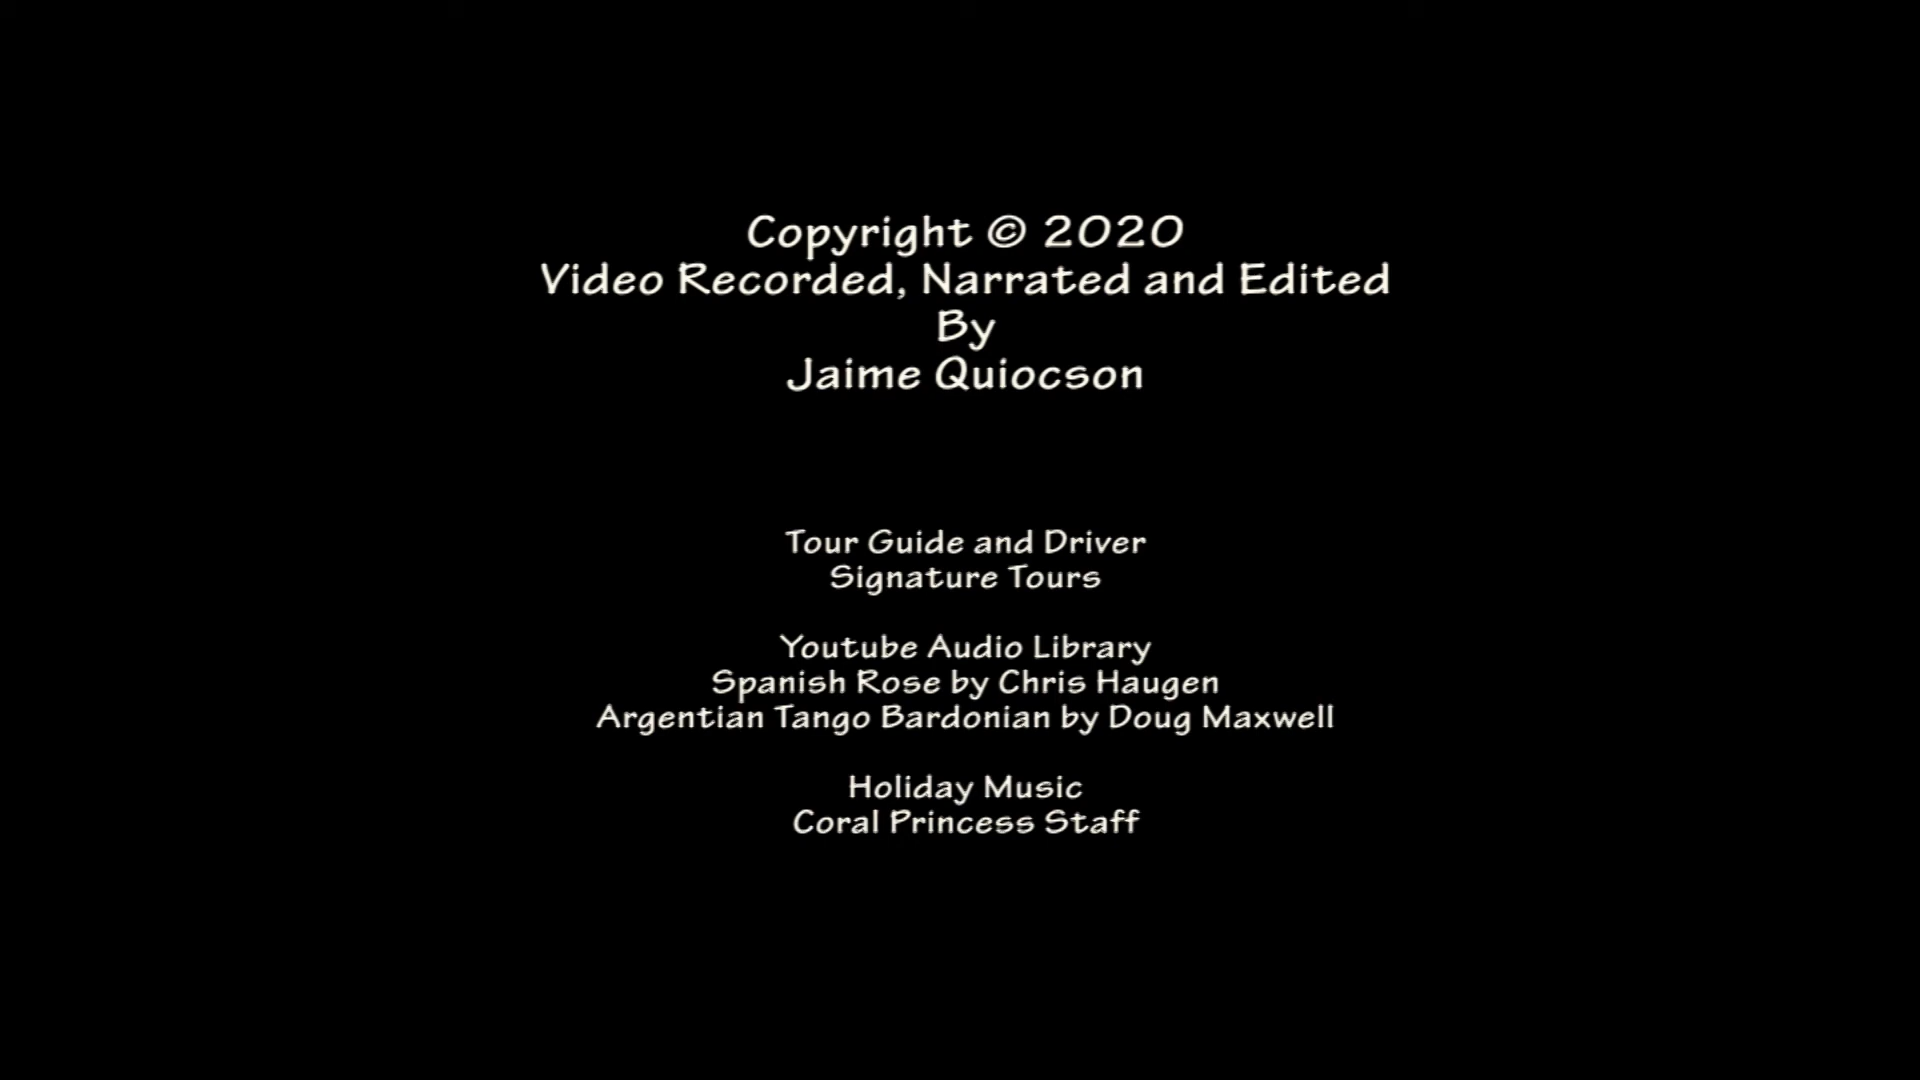 Copyright © 2020
Video Recorded, Narrated and Edited
By
Jaime Quiocson
Tour Guide and Driver
Signature Tours
Youtube Audio Library
Spanish Rose by Chris Haugen
Argentian Tango Bardonian by Doug Maxwell
Holiday Music
Coral Princess Staff